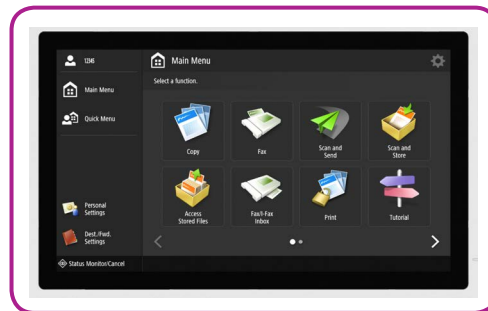 12345
Main Menu
Select a function.
Main Menu
Quick Menu
Copy
Fax
Scan and
Send
Scan and
Store
Access
Stored Files
Fax/I-Fax
Inbox
Print
Tutorial
Personal
Settings
Dest./Fwd.
Settings
Status Monitor/Cancel